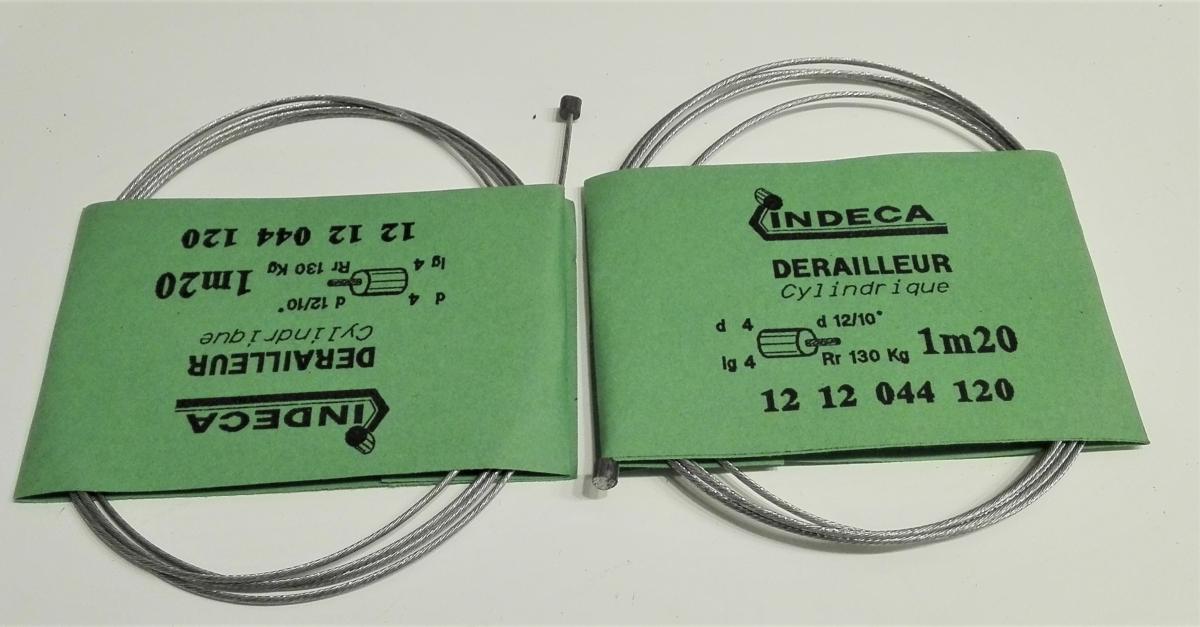 INDECA
DERAILLEUR
Cylindrique
d 4 d 12/10°
lg 4 Rr 130 Kg 1m20
12 12 044 120
INDECA
DERAILLEUR
Cylindrique
d 4 d 12/10°
lg 4 Rr 130 Kg 1m20
12 12 044 120